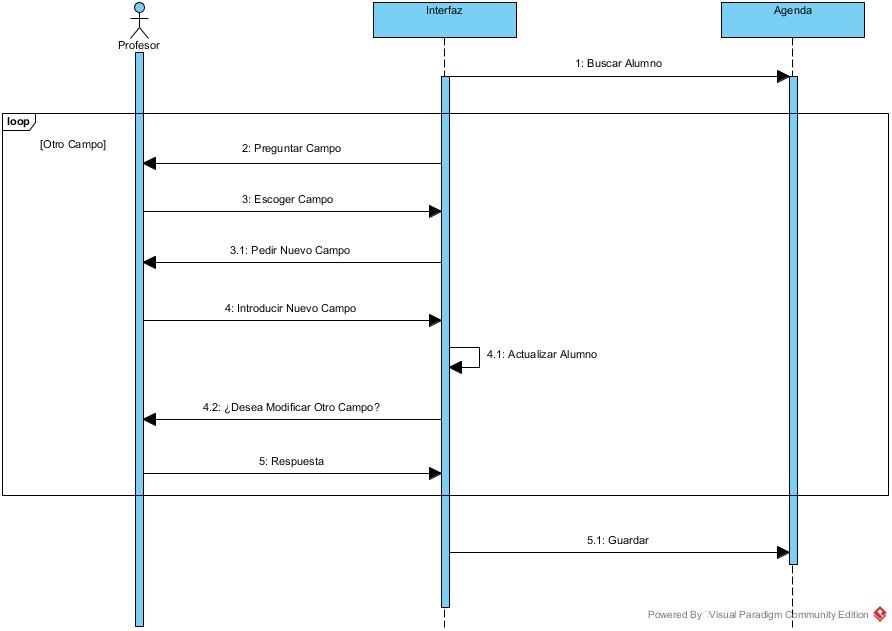 Interfaz
Agenda
Profesor
1: Buscar Alumno
loop
[Otro Campo]
2: Preguntar Campo
3: Escoger Campo
3.1: Pedir Nuevo Campo
4: Introducir Nuevo Campo
4.1: Actualizar Alumno
4.2: ¿Desea Modificar Otro Campo?
5: Respuesta
5.1: Guardar
Powered By Visual Paradigm Community Edition